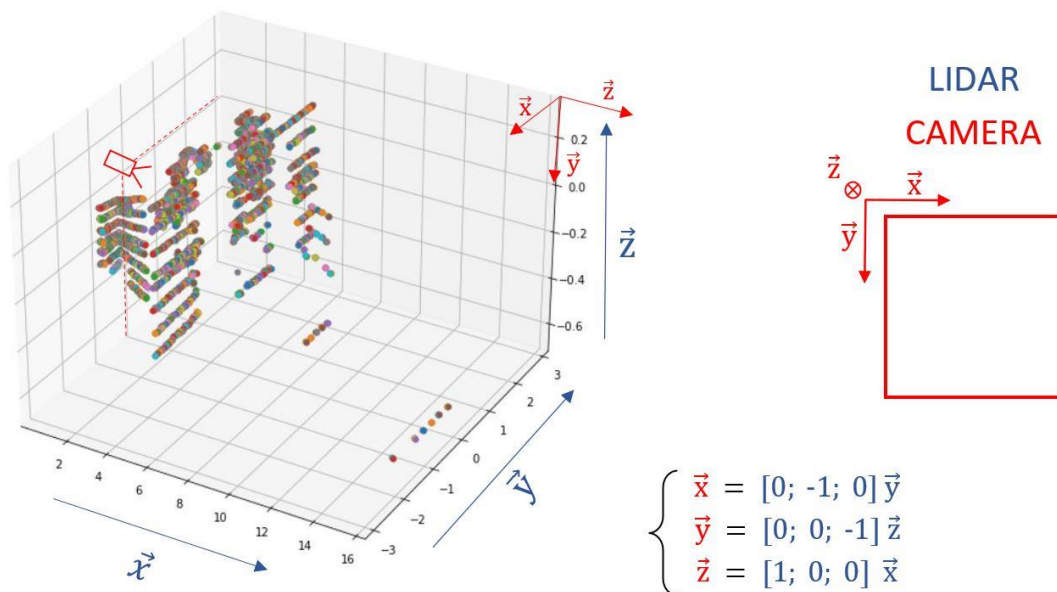 LIDAR
CAMERA
z⃗
x⃗
y⃗
0.2
0.0
−0.2
−0.4
−0.6
z⃗
z⃗
x⃗
y⃗
2
4
6
8
10
12
14
16
x⃗
−3
−2
−1
0
1
2
3
y⃗
x⃗ = [0; -1; 0] y⃗
y⃗ = [0; 0; -1] z⃗
z⃗ = [1; 0; 0] x⃗